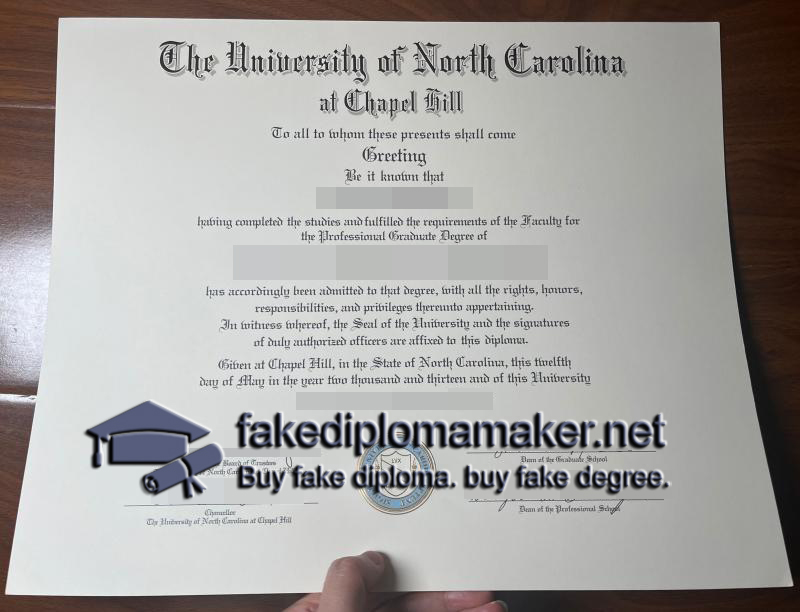 The University of North Carolina
at Chapel Hill
To all to whom these presents shall come
Greeting
Be it known that
having completed the studies and fulfilled the requirements of the Faculty for
the Professional Graduate Degree of
has accordingly been admitted to that degree, with all the rights, honors,
responsibilities, and privileges thereunto appertaining.
In witness whereof, the Seal of the University and the signatures
of duly authorized officers are affixed to this diploma.
Given at Chapel Hill, in the State of North Carolina, this twelfth
day of May in the year two thousand and thirteen and of this University
fakediplomamaker.net
Buy fake diploma. buy fake degree.
Board of Trustees
of North
LVX
Dean of the Graduate School
Chancellor
The University of North Carolina at Chapel Hill
Dean of the Professional School